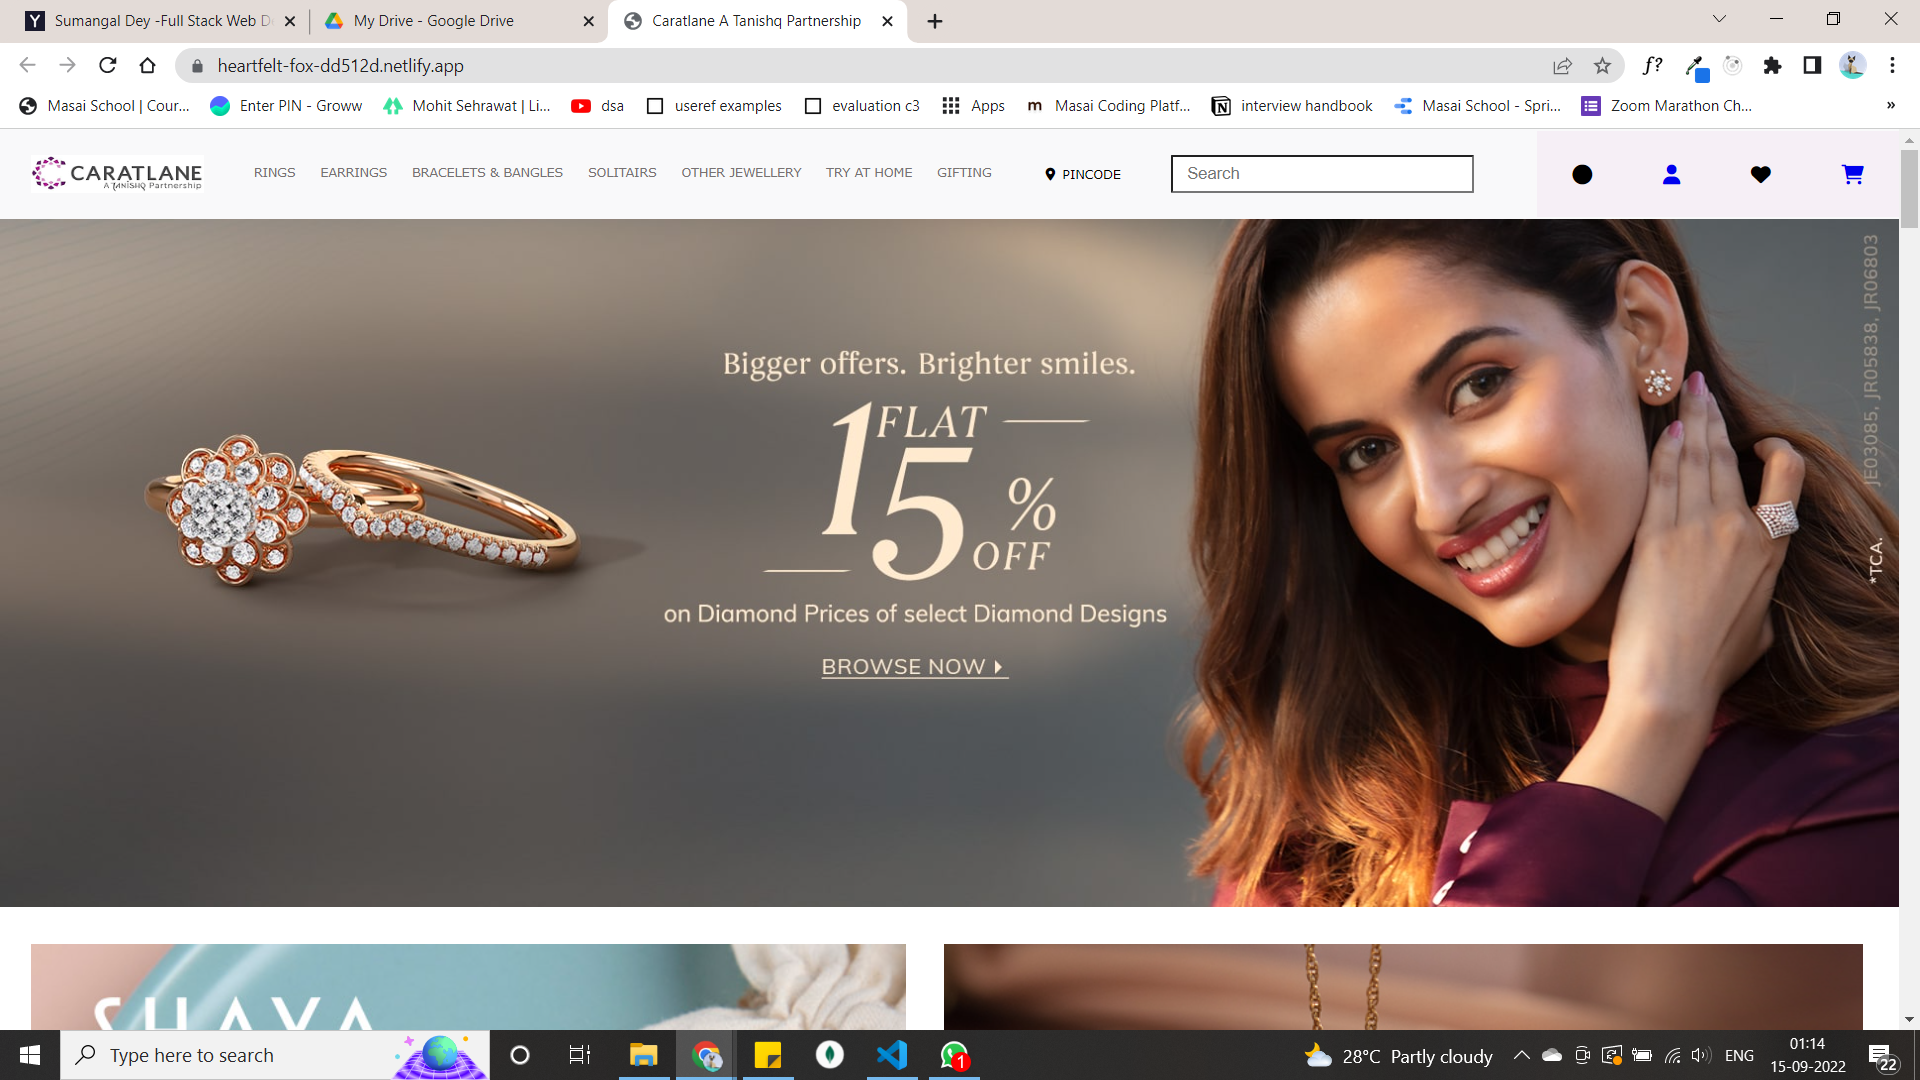 Sumangal Dey -Full Stack Web D
My Drive - Google Drive
Caratlane A Tanishq Partnership
heartfelt-fox-dd512d.netlify.app
f?
Masai School | Cour...
Enter PIN - Groww
Mohit Sehrawat | Li...
dsa
useref examples
evaluation c3
Apps
m
Masai Coding Platf...
interview handbook
Masai School - Spri...
Zoom Marathon Ch...
»
CARATLANE
A TANISHQ Partnership
RINGS
EARRINGS
BRACELETS & BANGLES
SOLITAIRS
OTHER JEWELLERY
TRY AT HOME
GIFTING
PINCODE
Search
Bigger offers. Brighter smiles.
FLAT
15
%
OFF
on Diamond Prices of select Diamond Designs
BROWSE NOW
JE03085, JR05838, JR06803
*TCA.
SHAYA
Type here to search
1
28°C Partly cloudy
ENG
01:14
15-09-2022
22